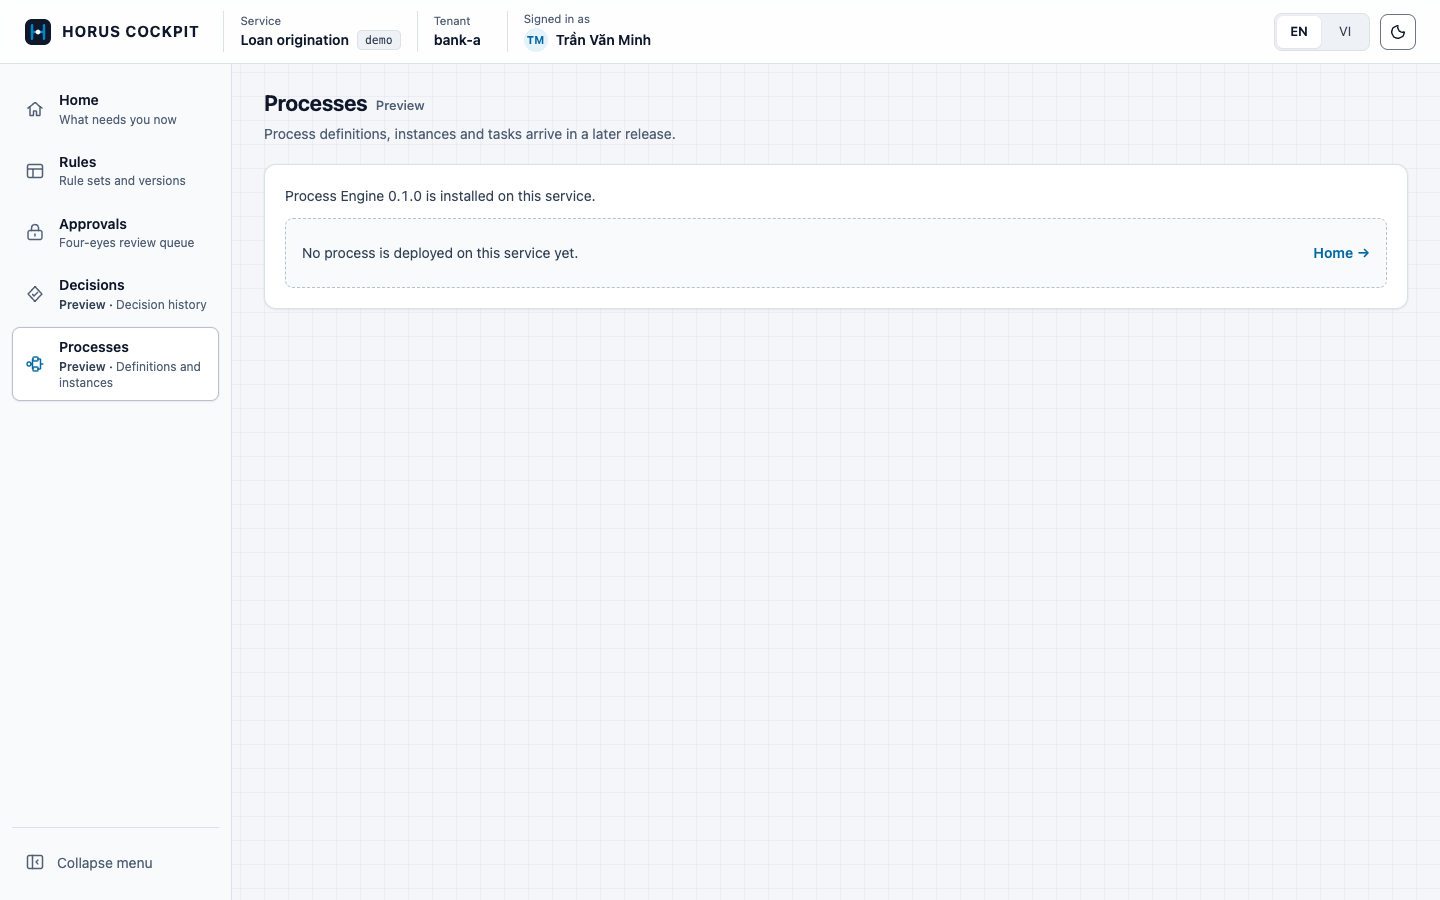 HORUS COCKPIT
Service
Loan origination demo
Tenant
bank-a
Signed in as
TM Trần Văn Minh
EN VI
Home
What needs you now
Rules
Rule sets and versions
Approvals
Four-eyes review queue
Decisions
Preview · Decision history
Processes
Preview · Definitions and
instances
Collapse menu
Processes Preview
Process definitions, instances and tasks arrive in a later release.
Process Engine 0.1.0 is installed on this service.
No process is deployed on this service yet.
Home →